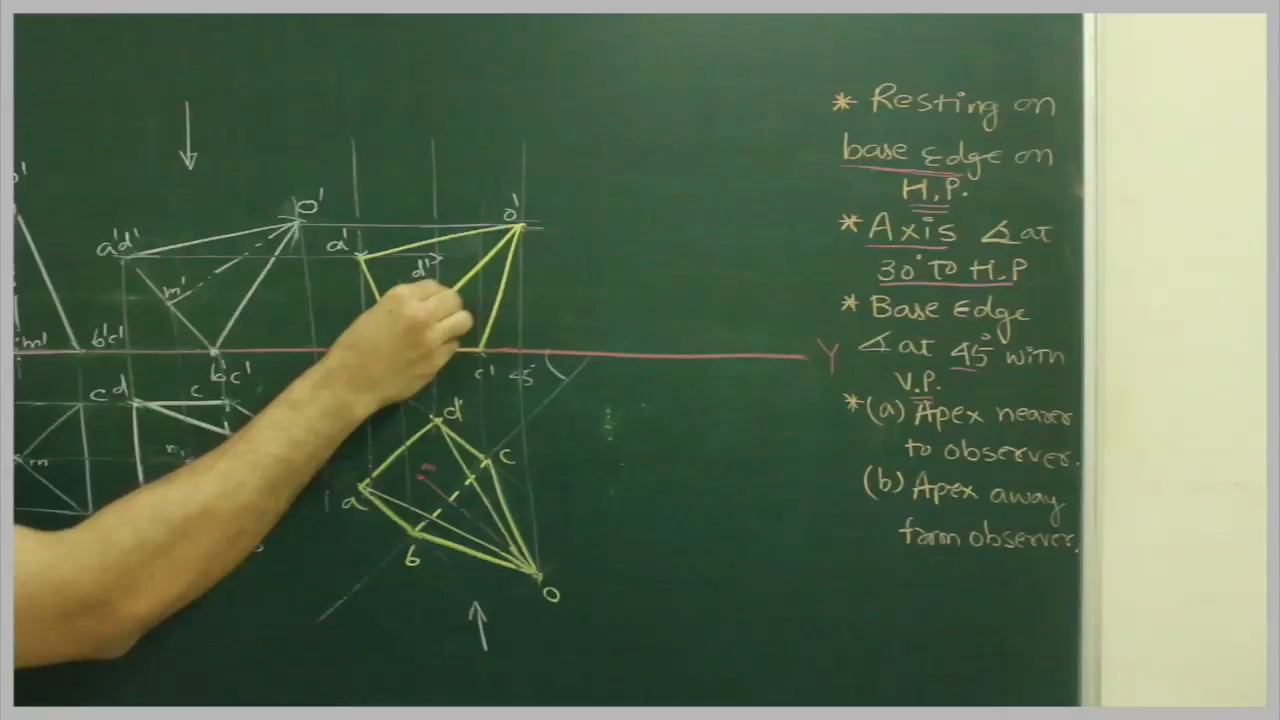 * Resting on
base Edge on
H.P.
* Axis ∡ at
30° to H.P
* Base Edge
∡ at 45° with
V.P.
* (a) Apex nearer
to observer.
(b) Apex away
farm observer.
o'
a'd'
m'
b'c'
a'
d'
o'
m'
b'c'
c'
45°
Y
c
d
c
m
d
m
c
a
b
o